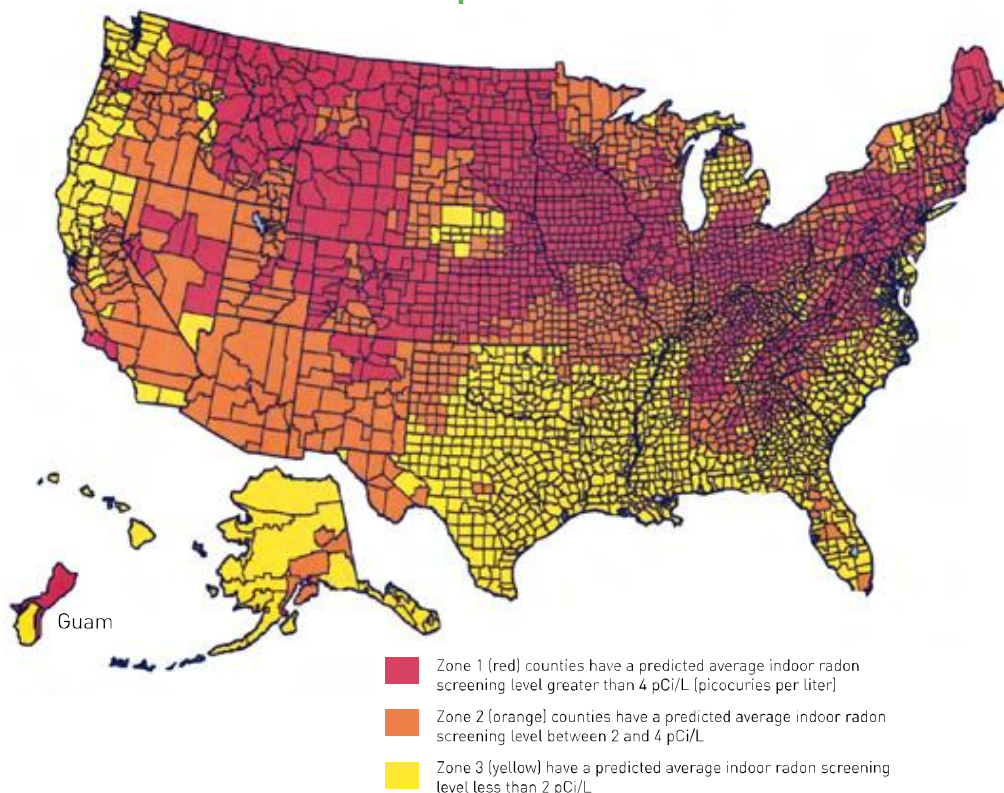 Guam
Zone 1 (red) counties have a predicted average indoor radon
screening level greater than 4 pCi/L (picocuries per liter)
Zone 2 (orange) counties have a predicted average indoor radon
screening level between 2 and 4 pCi/L
Zone 3 (yellow) have a predicted average indoor radon screening
level less than 2 pCi/L